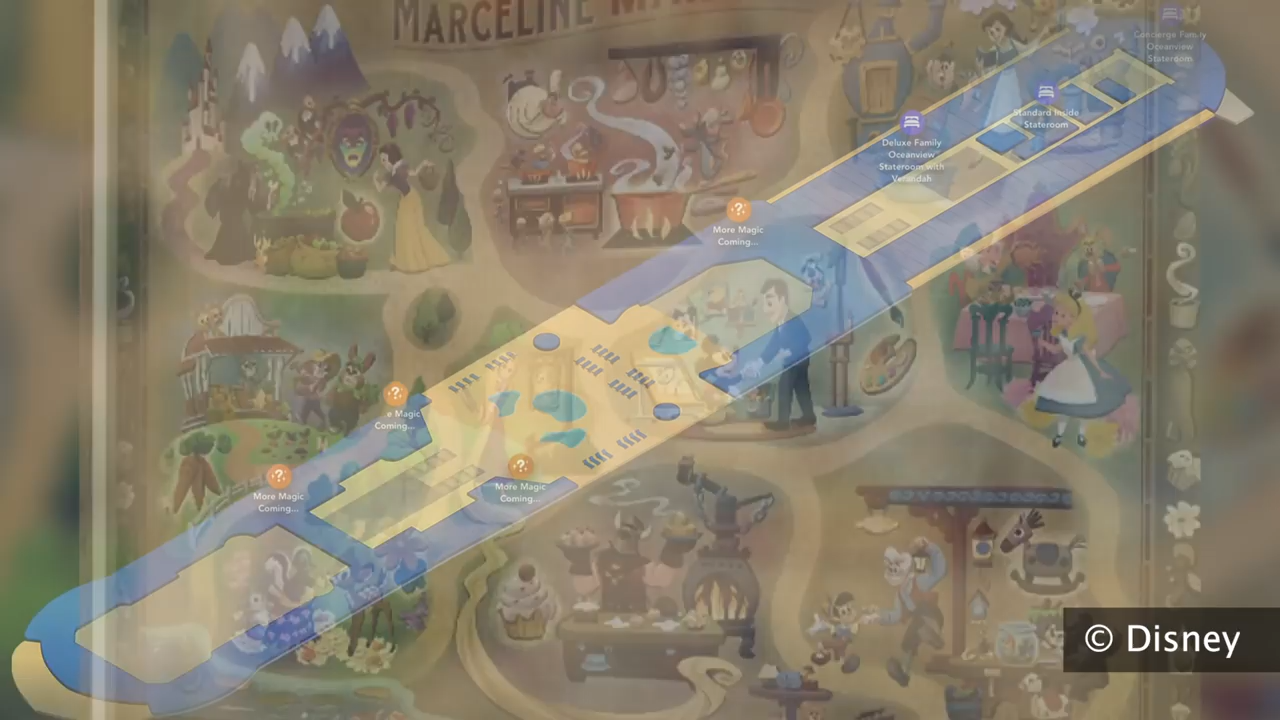 MARCELINE
Concierge Family
Oceanview
Stateroom
Standard Inside
Stateroom
Deluxe Family
Oceanview
Stateroom with
Verandah
More Magic
Coming...
e Magic
Coming...
More Magic
Coming...
More Magic
Coming...
© Disney